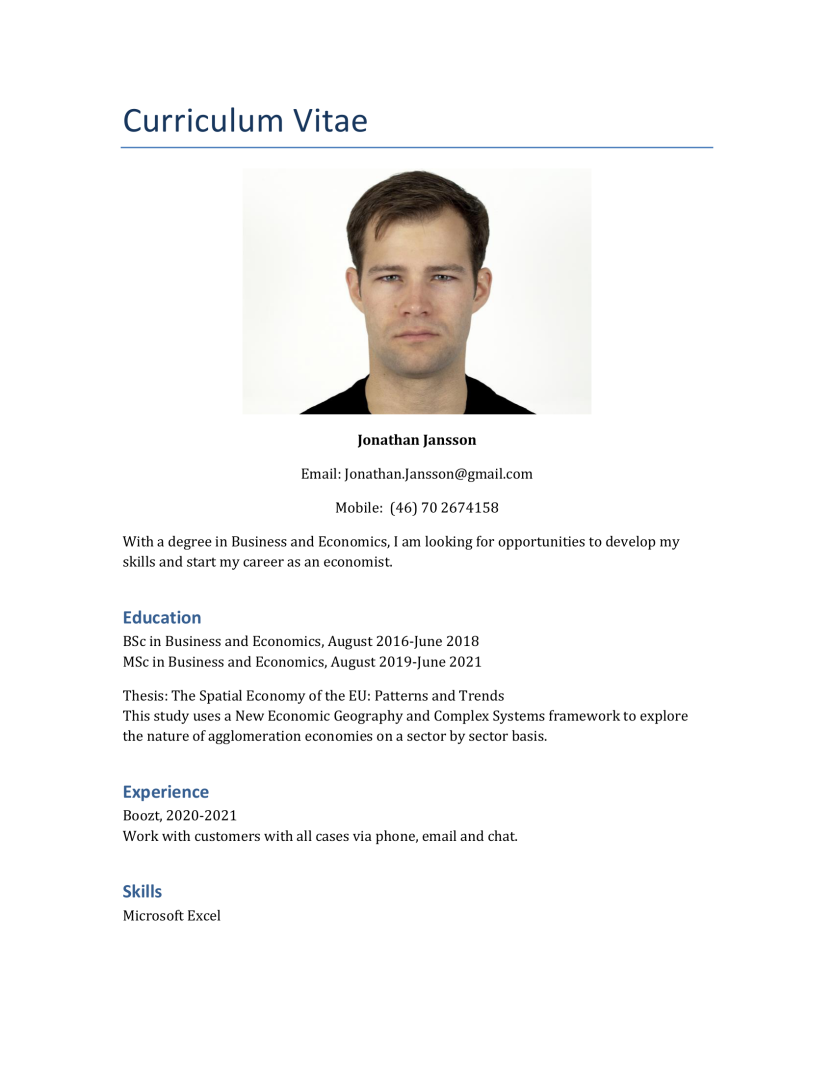 Curriculum Vitae
Jonathan Jansson
Email: Jonathan.Jansson@gmail.com
Mobile:  (46) 70 2674158
With a degree in Business and Economics, I am looking for opportunities to develop my
skills and start my career as an economist.
Education
BSc in Business and Economics, August 2016-June 2018
MSc in Business and Economics, August 2019-June 2021
Thesis: The Spatial Economy of the EU: Patterns and Trends
This study uses a New Economic Geography and Complex Systems framework to explore
the nature of agglomeration economies on a sector by sector basis.
Experience
Boozt, 2020-2021
Work with customers with all cases via phone, email and chat.
Skills
Microsoft Excel